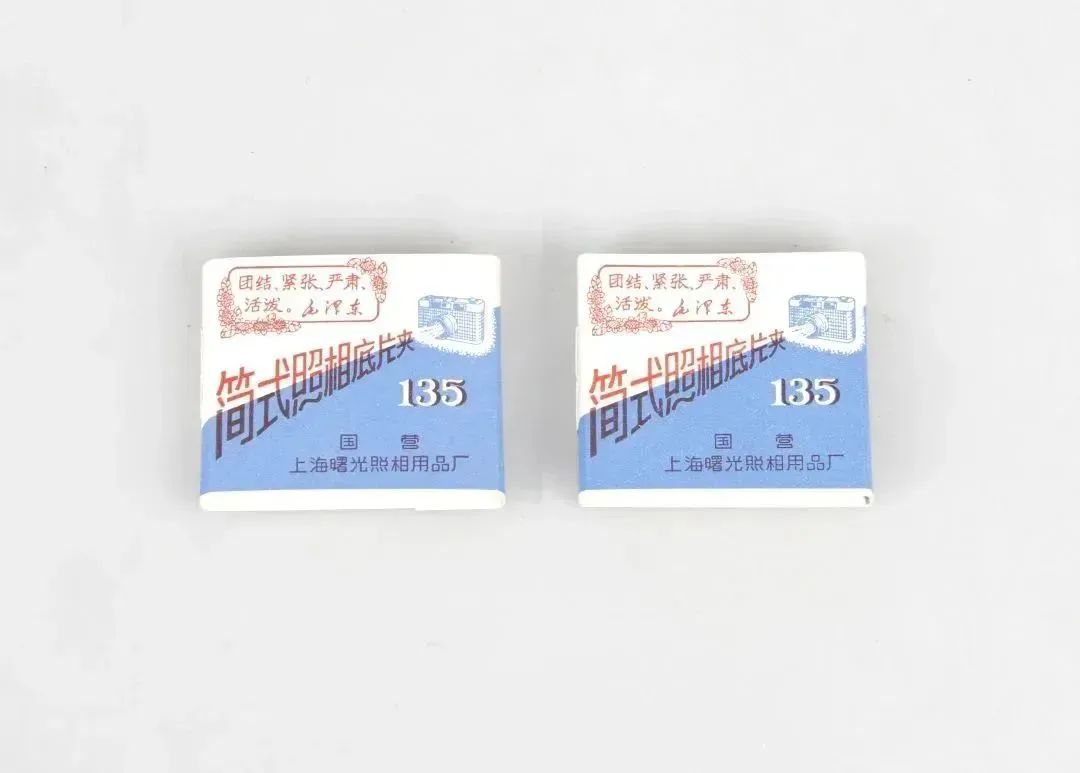 团结、紧张、严肃、
活泼。毛泽东
简式照相底片夹
135
国营
上海曙光照相用品厂
团结、紧张、严肃、
活泼。毛泽东
简式照相底片夹
135
国营
上海曙光照相用品厂